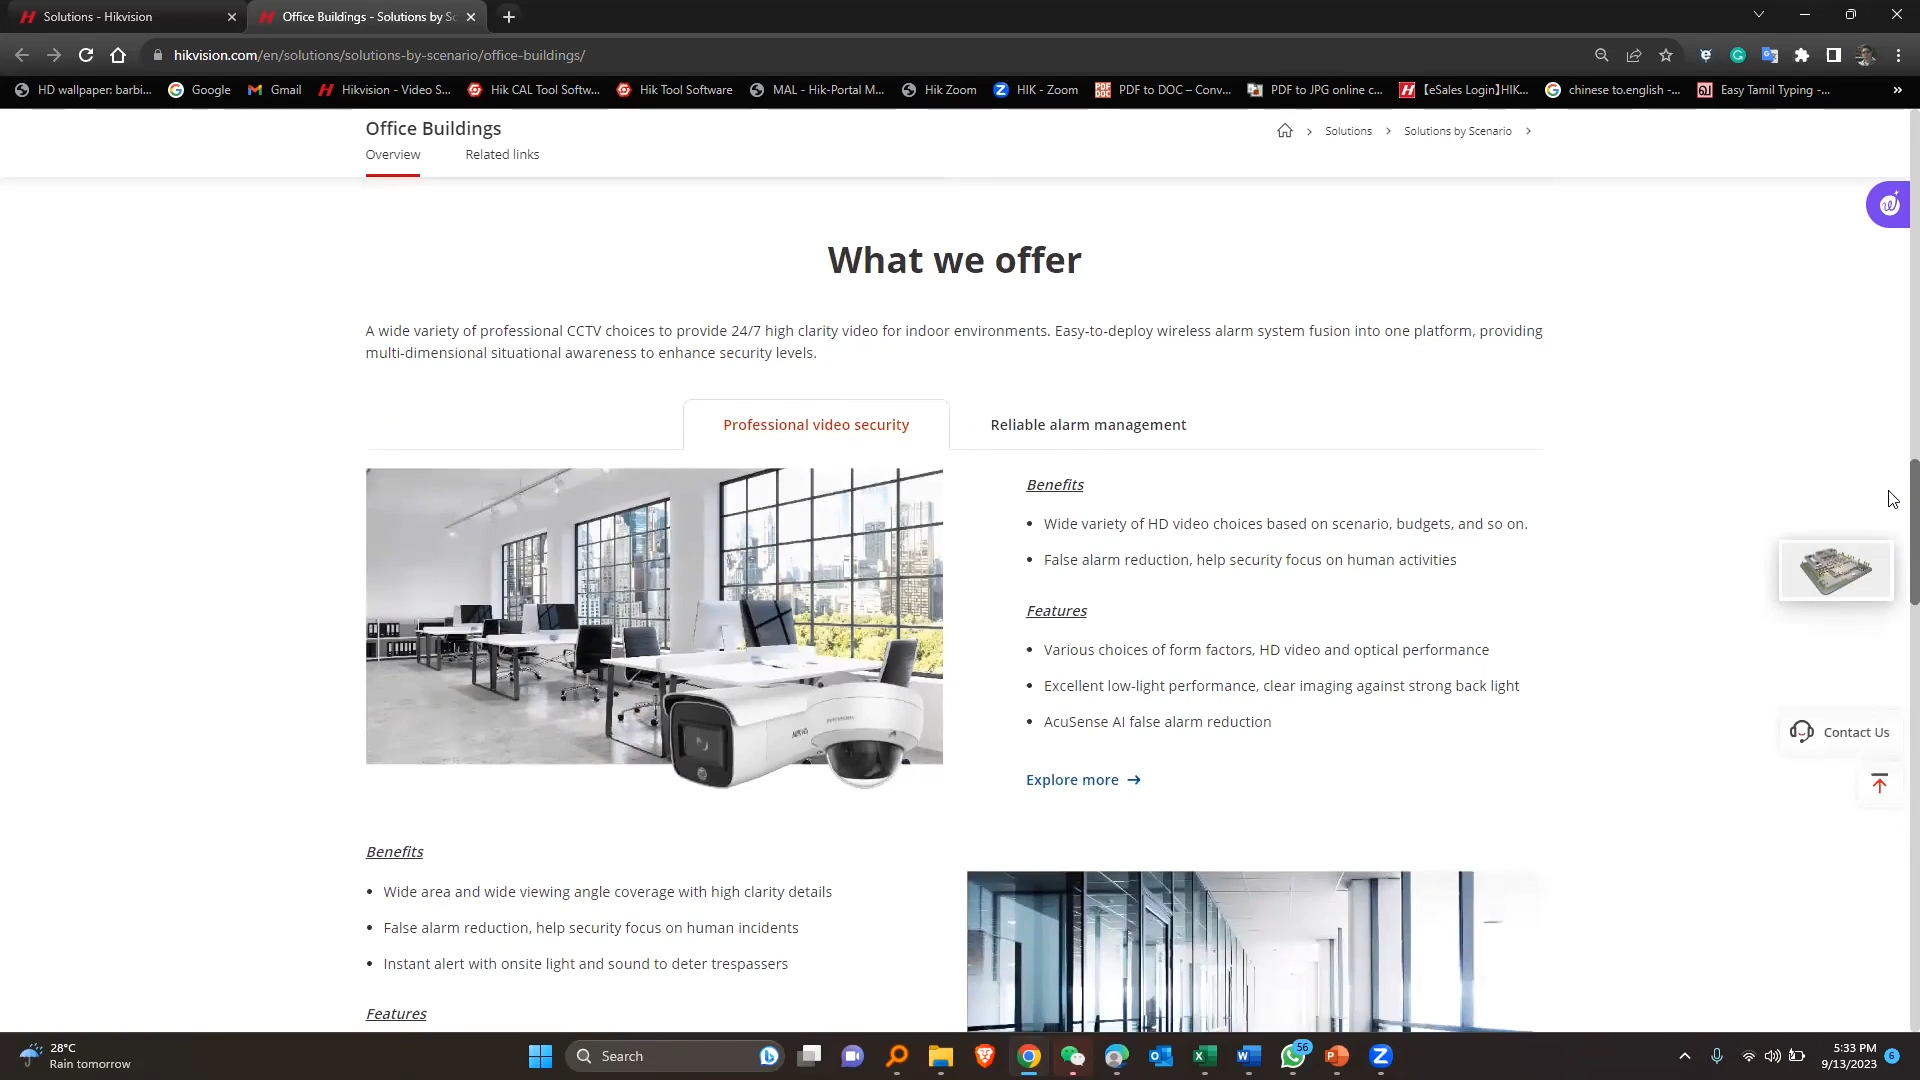 Solutions - Hikvision
Office Buildings - Solutions by Sc
hikvision.com/en/solutions/solutions-by-scenario/office-buildings/
HD wallpaper: barbi...
Google
Gmail
Hikvision - Video S...
Hik CAL Tool Softw...
Hik Tool Software
MAL - Hik-Portal M...
Hik Zoom
HIK - Zoom
PDF to DOC – Conv...
PDF to JPG online c...
【eSales Login】HIK...
chinese to.english -...
Easy Tamil Typing -...
Office Buildings
Solutions
Solutions by Scenario
Overview
Related links
What we offer
A wide variety of professional CCTV choices to provide 24/7 high clarity video for indoor environments. Easy-to-deploy wireless alarm system fusion into one platform, providing
multi-dimensional situational awareness to enhance security levels.
Professional video security
Reliable alarm management
Benefits
• Wide variety of HD video choices based on scenario, budgets, and so on.
• False alarm reduction, help security focus on human activities
Features
• Various choices of form factors, HD video and optical performance
• Excellent low-light performance, clear imaging against strong back light
• AcuSense AI false alarm reduction
Explore more
Contact Us
Benefits
• Wide area and wide viewing angle coverage with high clarity details
• False alarm reduction, help security focus on human incidents
• Instant alert with onsite light and sound to deter trespassers
Features
28°C
Rain tomorrow
Search
56
5:33 PM
9/13/2023
6